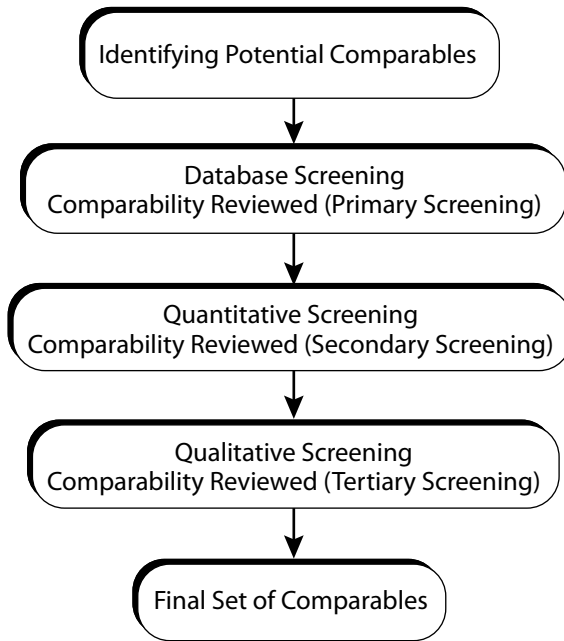 Identifying Potential Comparables
Database Screening
Comparability Reviewed (Primary Screening)
Quantitative Screening
Comparability Reviewed (Secondary Screening)
Qualitative Screening
Comparability Reviewed (Tertiary Screening)
Final Set of Comparables